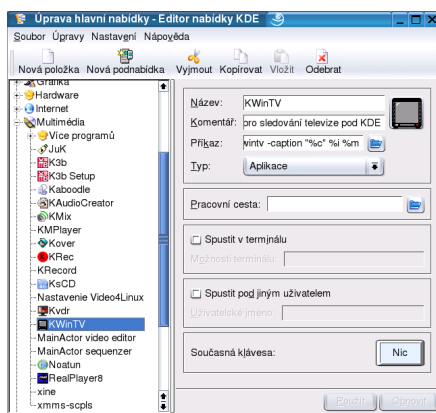 Úprava hlavní nabídky - Editor nabídky KDE
Soubor Úpravy Nastavení Nápověda
Nová položka Nová podnabídka Vyjmout Kopírovat Vložit Odebrat
Grafika
Hardware
Internet
Multimédia
Více programů
JuK
K3b
K3b Setup
Kaboodle
KAudioCreator
KMix
KMPlayer
Kover
KRec
KRecord
KsCD
Nastavenie Video4Linux
Kvdr
KWinTV
MainActor video editor
MainActor sequenzer
Noatun
RealPlayer8
xine
xmms-scpls
Název: KWinTV
Komentář: pro sledování televize pod KDE
Příkaz: wintv -caption "%c" %i %m
Typ: Aplikace
Pracovní cesta:
Spustit v terminálu
Možnosti terminálu:
Spustit pod jiným uživatelem
Uživatelské jméno:
Současná klávesa: Nic
Použít Obnovit